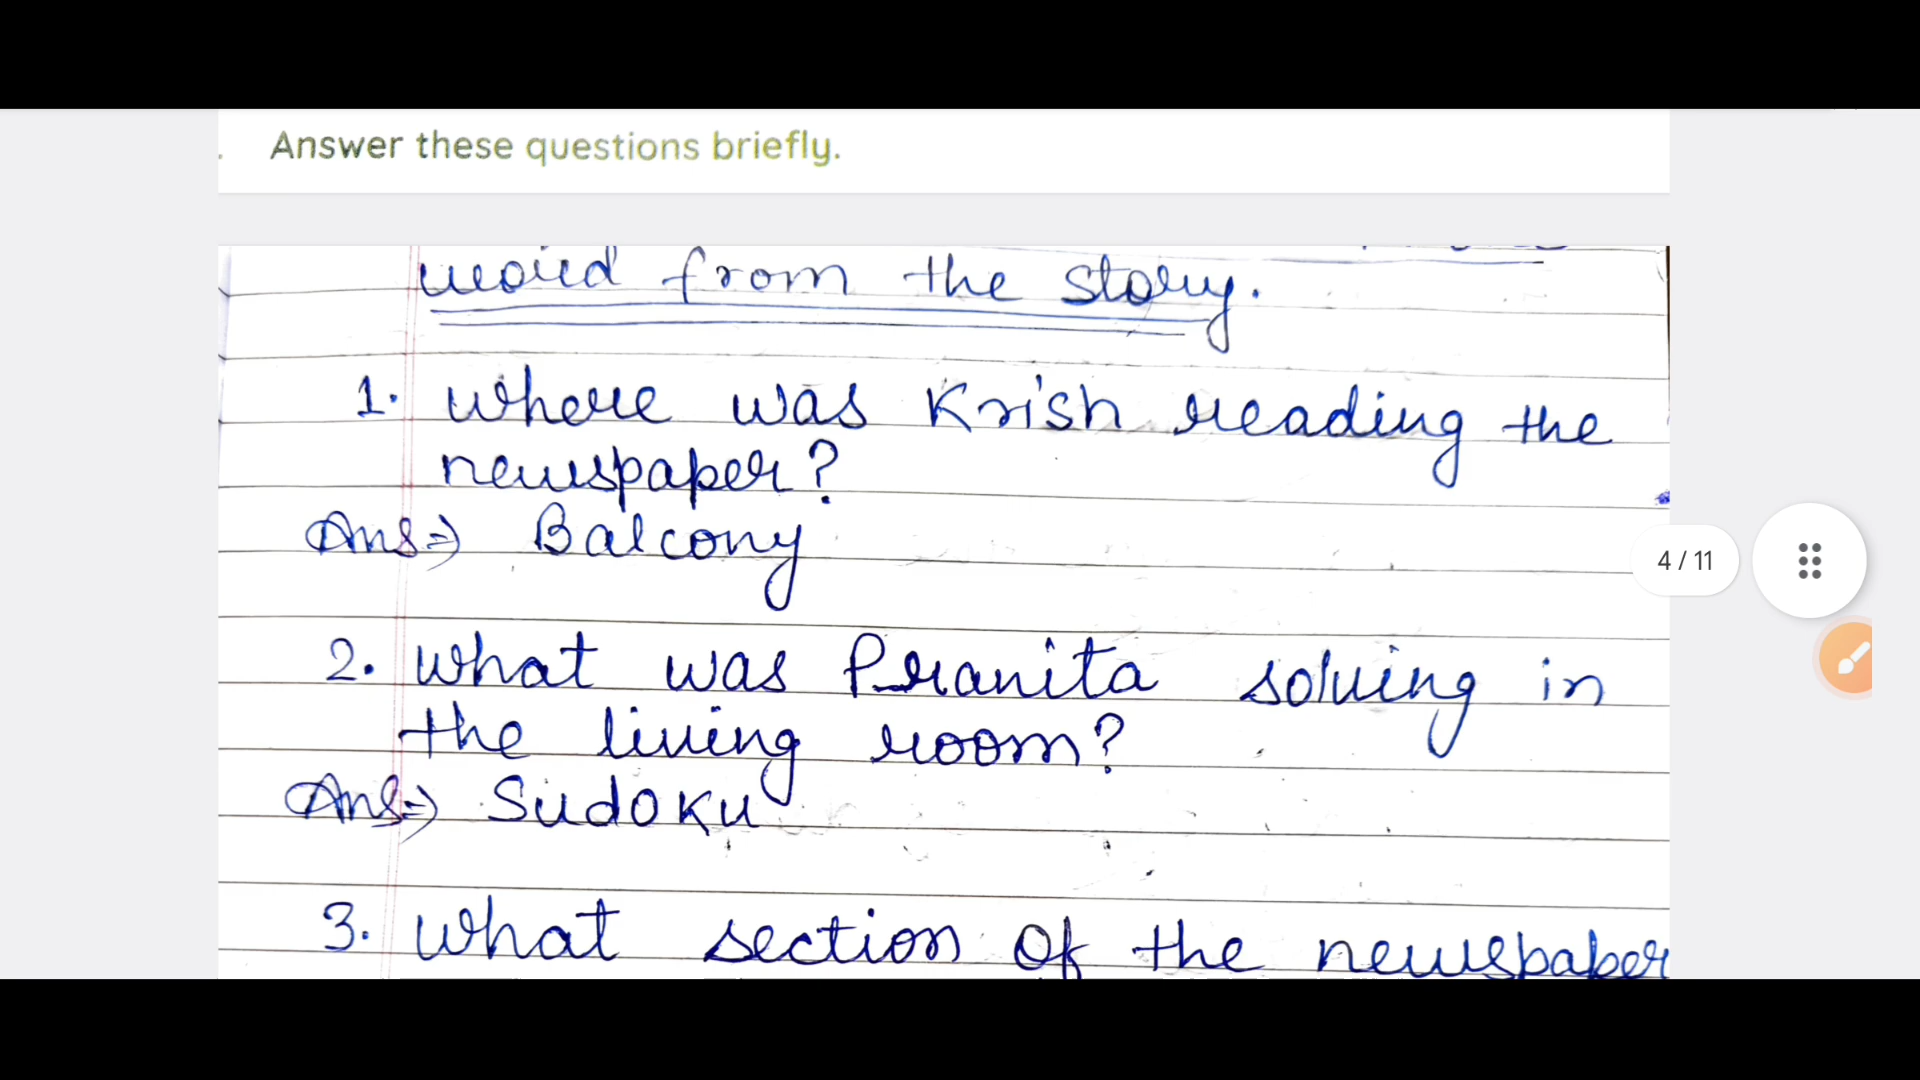 Answer these questions briefly.
word from the story.
1. Where was Krish reading the
newspaper?
Ans⇒ Balcony
4 / 11
2. What was Pranita solving in
the living room?
Ans⇒ Sudoku
3. What section of the newspaper